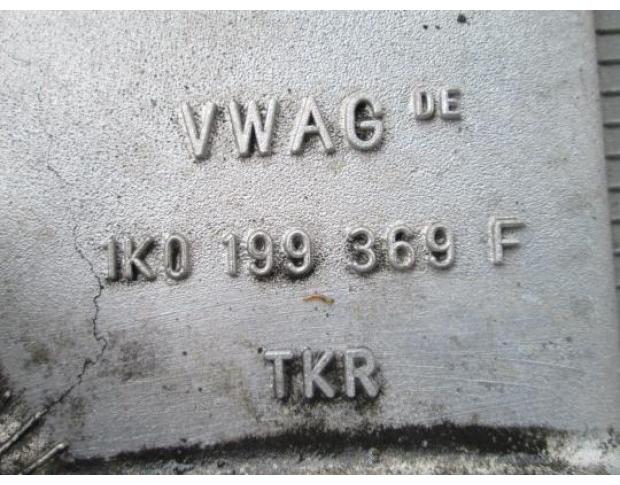 VWAG DE
1K0 199 369 F
TKR